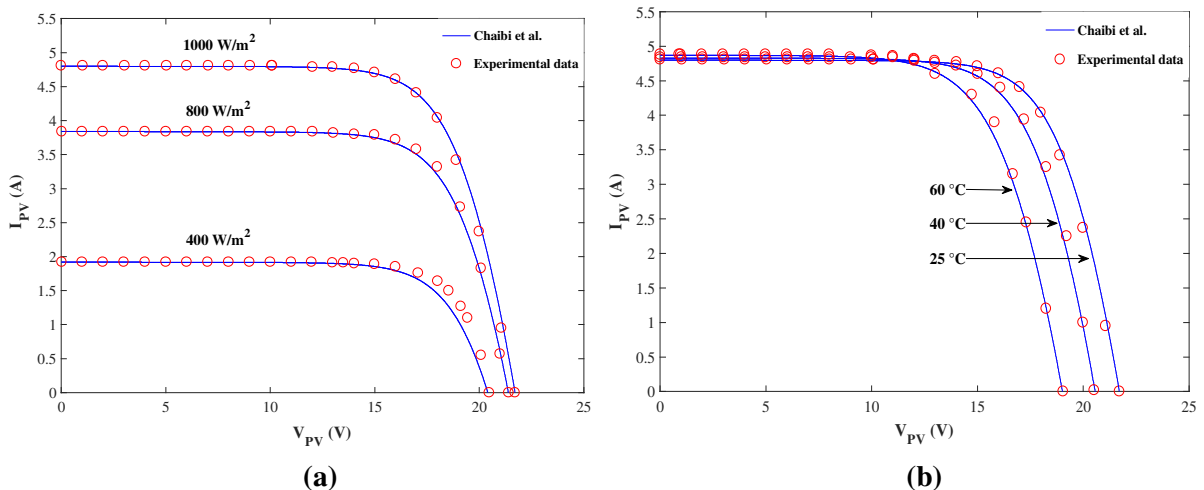 5.5
5
4.5
4
3.5
3
2.5
2
1.5
1
0.5
0
I_PV (A)
1000 W/m²
800 W/m²
400 W/m²
Chaibi et al.
Experimental data
0 5 10 15 20 25
V_PV (V)
(a)
5.5
5
4.5
4
3.5
3
2.5
2
1.5
1
0.5
0
I_PV (A)
Chaibi et al.
Experimental data
60 °C
40 °C
25 °C
0 5 10 15 20 25
V_PV (V)
(b)